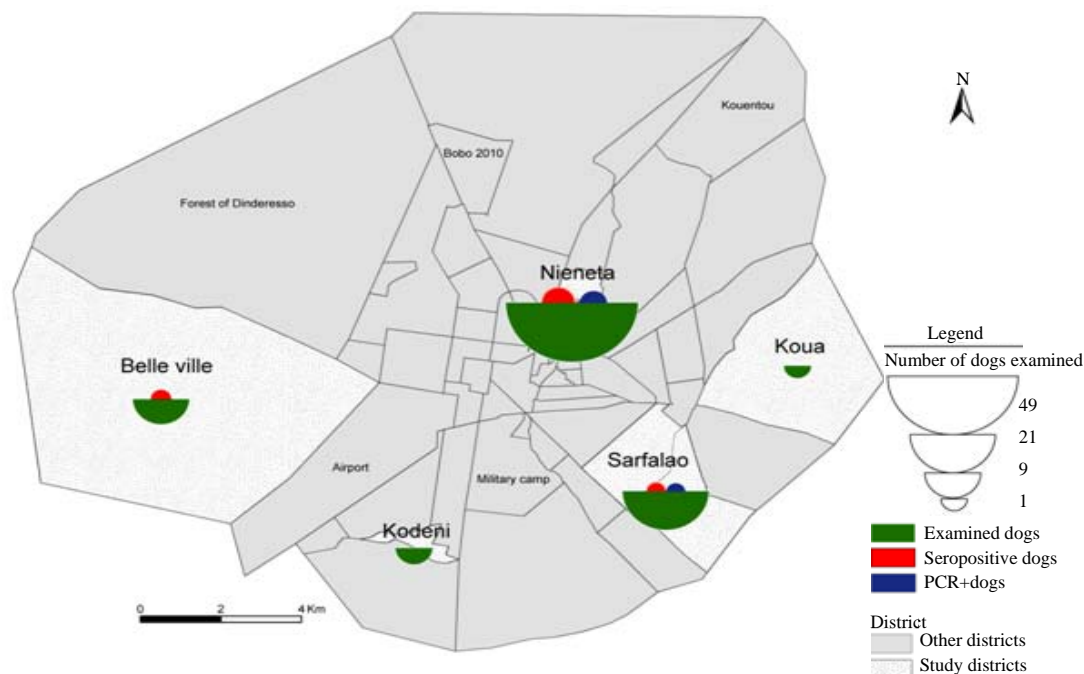 N
Kouentou
Bobo 2010
Forest of Dinderesso
Nieneta
Koua
Belle ville
Sarfalao
Airport
Military camp
Kodeni
0 2 4 Km
Legend
Number of dogs examined
49
21
9
1
Examined dogs
Seropositive dogs
PCR+dogs
District
Other districts
Study districts